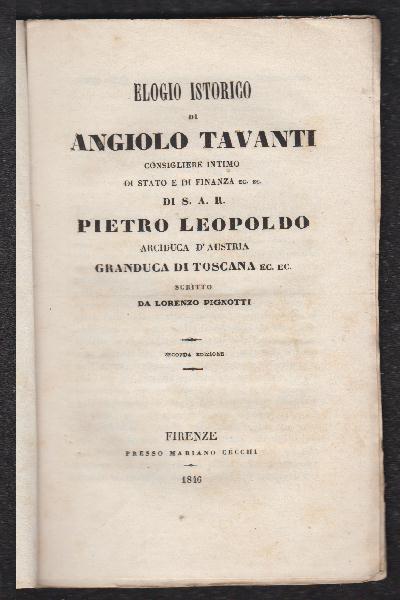 ELOGIO ISTORICO
DI
ANGIOLO TAVANTI
CONSIGLIERE INTIMO
DI STATO E DI FINANZA EC. EC.
DI S. A. R.
PIETRO LEOPOLDO
ARCIDUCA D'AUSTRIA
GRANDUCA DI TOSCANA EC. EC.
SCRITTO
DA LORENZO PIGNOTTI
SECONDA EDIZIONE
FIRENZE
PRESSO MARIANO CECCHI
1846